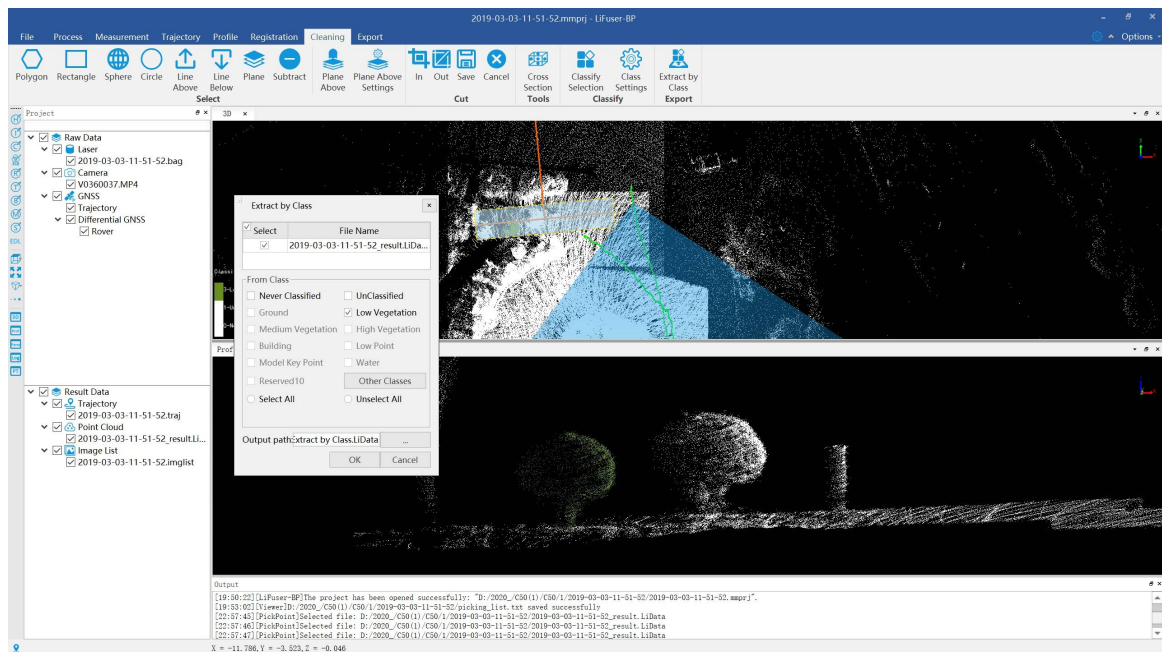 2019-03-03-11-51-52.mmprj - LiFuser-BP
File Process Measurement Trajectory Profile Registration Cleaning Export
Options
Polygon Rectangle Sphere Circle Line Above Line Below Plane Subtract Plane Above Plane Above Settings In Out Save Cancel Cross Section Classify Selection Class Settings Extract by Class
Select Cut Tools Classify Export
Project
3D
Raw Data
Laser
2019-03-03-11-51-52.bag
Camera
V0360037.MP4
GNSS
Trajectory
Differential GNSS
Rover
EDL
Extract by Class
Select File Name
2019-03-03-11-51-52_result.LiDa...
From Class
Never Classified UnClassified
Ground Low Vegetation
Medium Vegetation High Vegetation
Building Low Point
Model Key Point Water
Reserved10 Other Classes
Select All Unselect All
Output path: Extract by Class.LiData ...
OK Cancel
Result Data
Trajectory
2019-03-03-11-51-52.traj
Point Cloud
2019-03-03-11-51-52_result.Li...
Image List
2019-03-03-11-51-52.imglist
Output
[19:50:22][LiFuser-BP]The project has been opened successfully: "D:/2020_/C50(1)/C50/1/2019-03-03-11-51-52/2019-03-03-11-51-52.mmprj".
[19:53:02][Viewer]D:/2020_/C50(1)/C50/1/2019-03-03-11-51-52/picking_list.txt saved successfully
[22:57:45][PickPoint]Selected file: D:/2020_/C50(1)/C50/1/2019-03-03-11-51-52/2019-03-03-11-51-52_result.LiData
[22:57:46][PickPoint]Selected file: D:/2020_/C50(1)/C50/1/2019-03-03-11-51-52/2019-03-03-11-51-52_result.LiData
[22:57:47][PickPoint]Selected file: D:/2020_/C50(1)/C50/1/2019-03-03-11-51-52/2019-03-03-11-51-52_result.LiData
X = -11.786, Y = -3.523, Z = -0.046